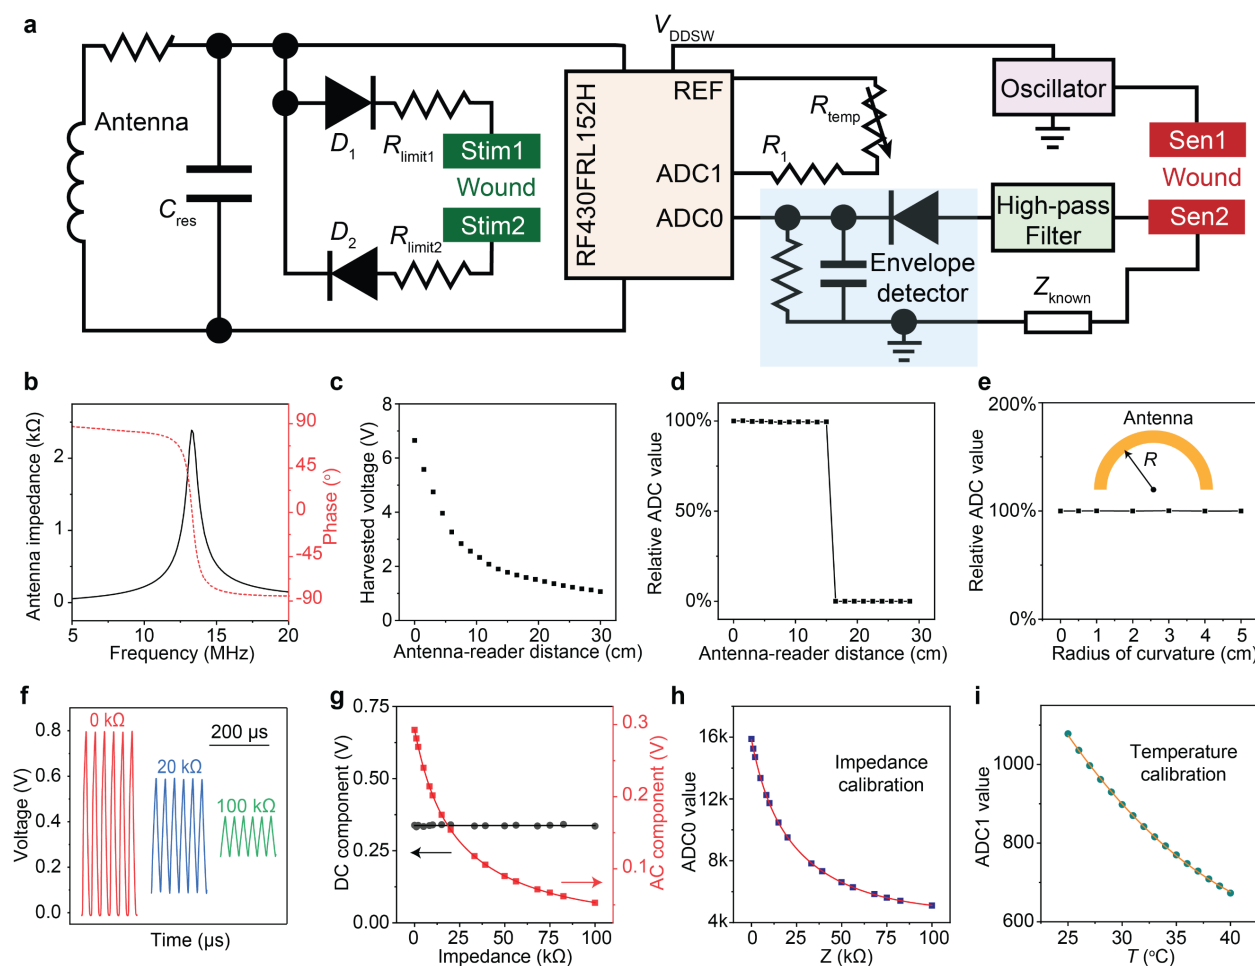 a
Antenna
C res
D1
Rlimit1
Stim1
Wound
Stim2
D2
Rlimit2
RF430FRL152H
VDDSW
REF
ADC1
ADC0
Rtemp
R1
Oscillator
Sen1
Wound
Sen2
High-pass
Filter
Envelope
detector
Zknown
b
Antenna impedance (kΩ)
2
1
0
5
10
15
20
Frequency (MHz)
90
45
0
-45
-90
Phase (°)
c
Harvested voltage (V)
8
6
4
2
0
0
10
20
30
Antenna-reader distance (cm)
d
Relative ADC value
100%
50%
0%
0
10
20
30
Antenna-reader distance (cm)
e
Relative ADC value
200%
100%
0%
Antenna
R
0
1
2
3
4
5
Radius of curvature (cm)
f
Voltage (V)
0.8
0.6
0.4
0.2
0.0
0 kΩ
20 kΩ
100 kΩ
200 µs
Time (µs)
g
DC component (V)
0.75
0.50
0.25
0.00
0
25
50
75
100
Impedance (kΩ)
0.3
0.2
0.1
AC component (V)
h
ADC0 value
16k
12k
8k
4k
Impedance
calibration
0
25
50
75
100
Z (kΩ)
i
ADC1 value
1000
800
600
Temperature
calibration
25
30
35
40
T (°C)